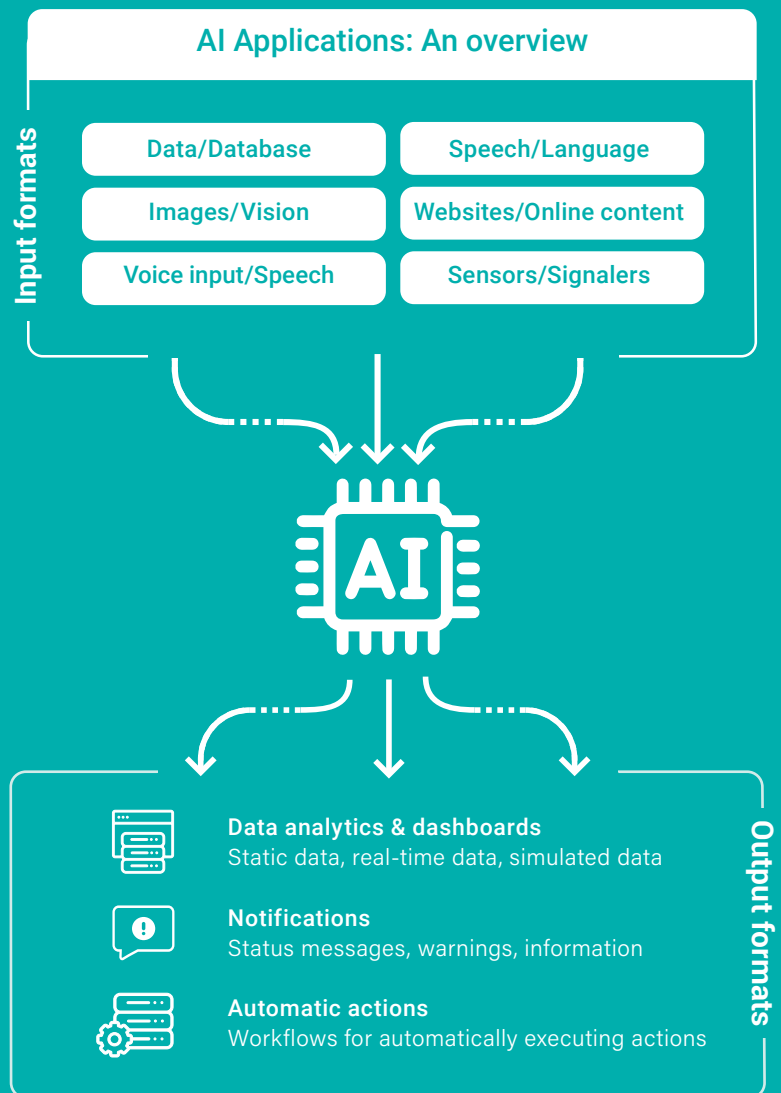 AI Applications: An overview
Input formats
Data/Database
Speech/Language
Images/Vision
Websites/Online content
Voice input/Speech
Sensors/Signalers
AI
Output formats
Data analytics & dashboards
Static data, real-time data, simulated data
Notifications
Status messages, warnings, information
Automatic actions
Workflows for automatically executing actions